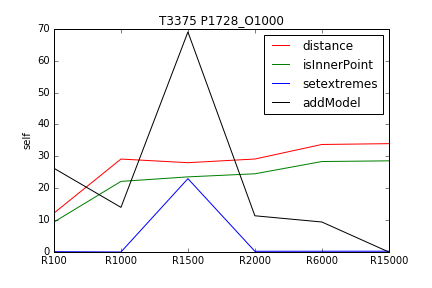 T3375 P1728_O1000
distance
isInnerPoint
setextremes
addModel
self
70
60
50
40
30
20
10
0
R100 R1000 R1500 R2000 R6000 R15000